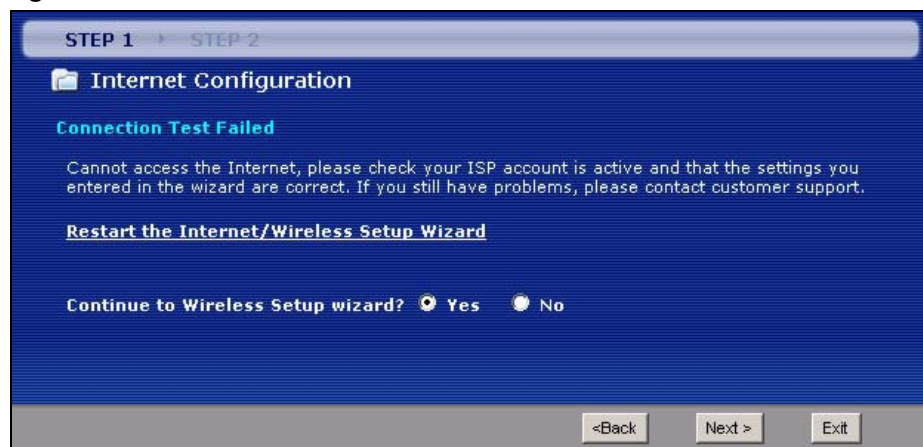 STEP 1 STEP 2
Internet Configuration
Connection Test Failed
Cannot access the Internet, please check your ISP account is active and that the settings you
entered in the wizard are correct. If you still have problems, please contact customer support.
Restart the Internet/Wireless Setup Wizard
Continue to Wireless Setup wizard? Yes No
<Back Next > Exit